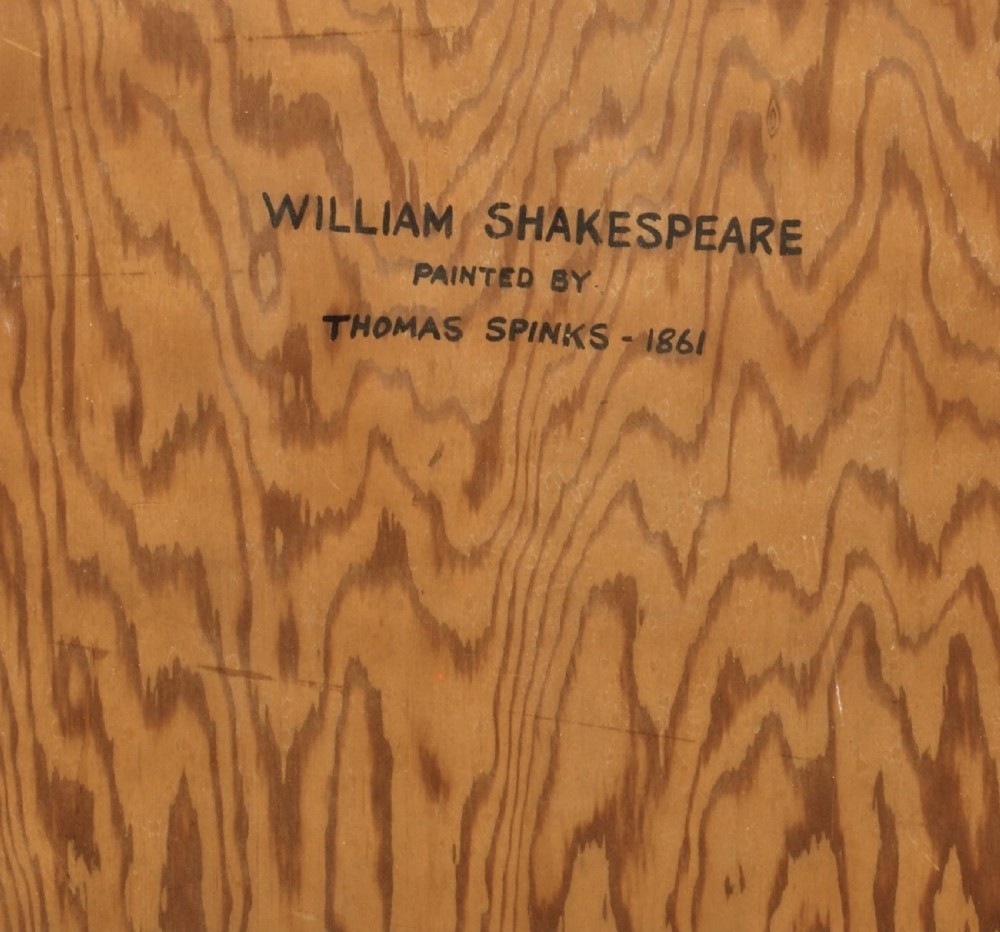 WILLIAM SHAKESPEARE
PAINTED BY
THOMAS SPINKS - 1861